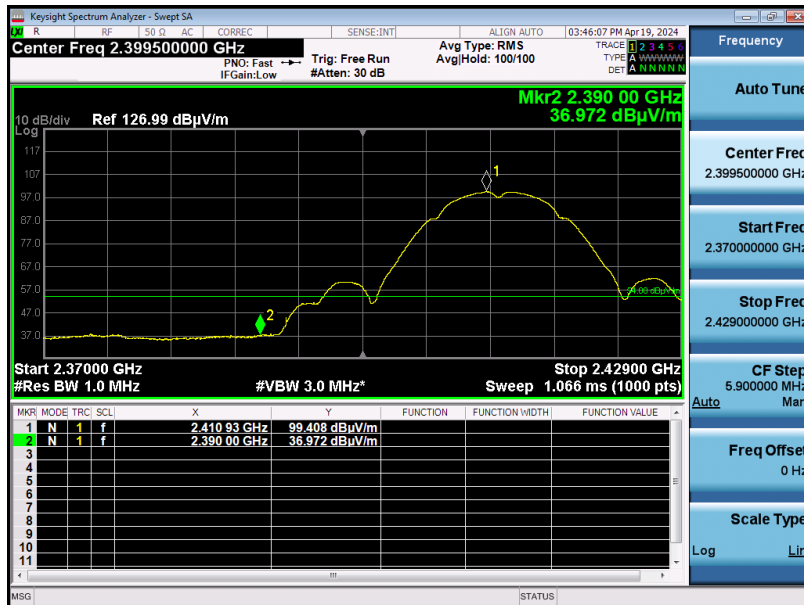 Keysight Spectrum Analyzer - Swept SA
LXI R RF 50 Ω AC CORREC SENSE:INT ALIGN AUTO 03:46:07 PM Apr 19, 2024
Center Freq 2.399500000 GHz
PNO: Fast
IFGain:Low
Trig: Free Run
#Atten: 30 dB
Avg Type: RMS
Avg|Hold: 100/100
TRACE 1 2 3 4 5 6
TYPE A WWWWW
DET A N N N N N
Mkr2 2.390 00 GHz
36.972 dBµV/m
10 dB/div Ref 126.99 dBµV/m
Log
117
107
97.0
87.0
77.0
67.0
57.0
47.0
37.0
1
2
Start 2.37000 GHz Stop 2.42900 GHz
#Res BW 1.0 MHz #VBW 3.0 MHz* Sweep 1.066 ms (1000 pts)
MKR MODE TRC SCL X Y FUNCTION FUNCTION WIDTH FUNCTION VALUE
1 N 1 f 2.410 93 GHz 99.408 dBµV/m
2 N 1 f 2.390 00 GHz 36.972 dBµV/m
3
4
5
6
7
8
9
10
11
MSG STATUS
Frequency
Auto Tune
Center Freq
2.399500000 GHz
Start Freq
2.370000000 GHz
Stop Freq
2.429000000 GHz
CF Step
5.900000 MHz
Auto Man
Freq Offset
0 Hz
Scale Type
Log Lin